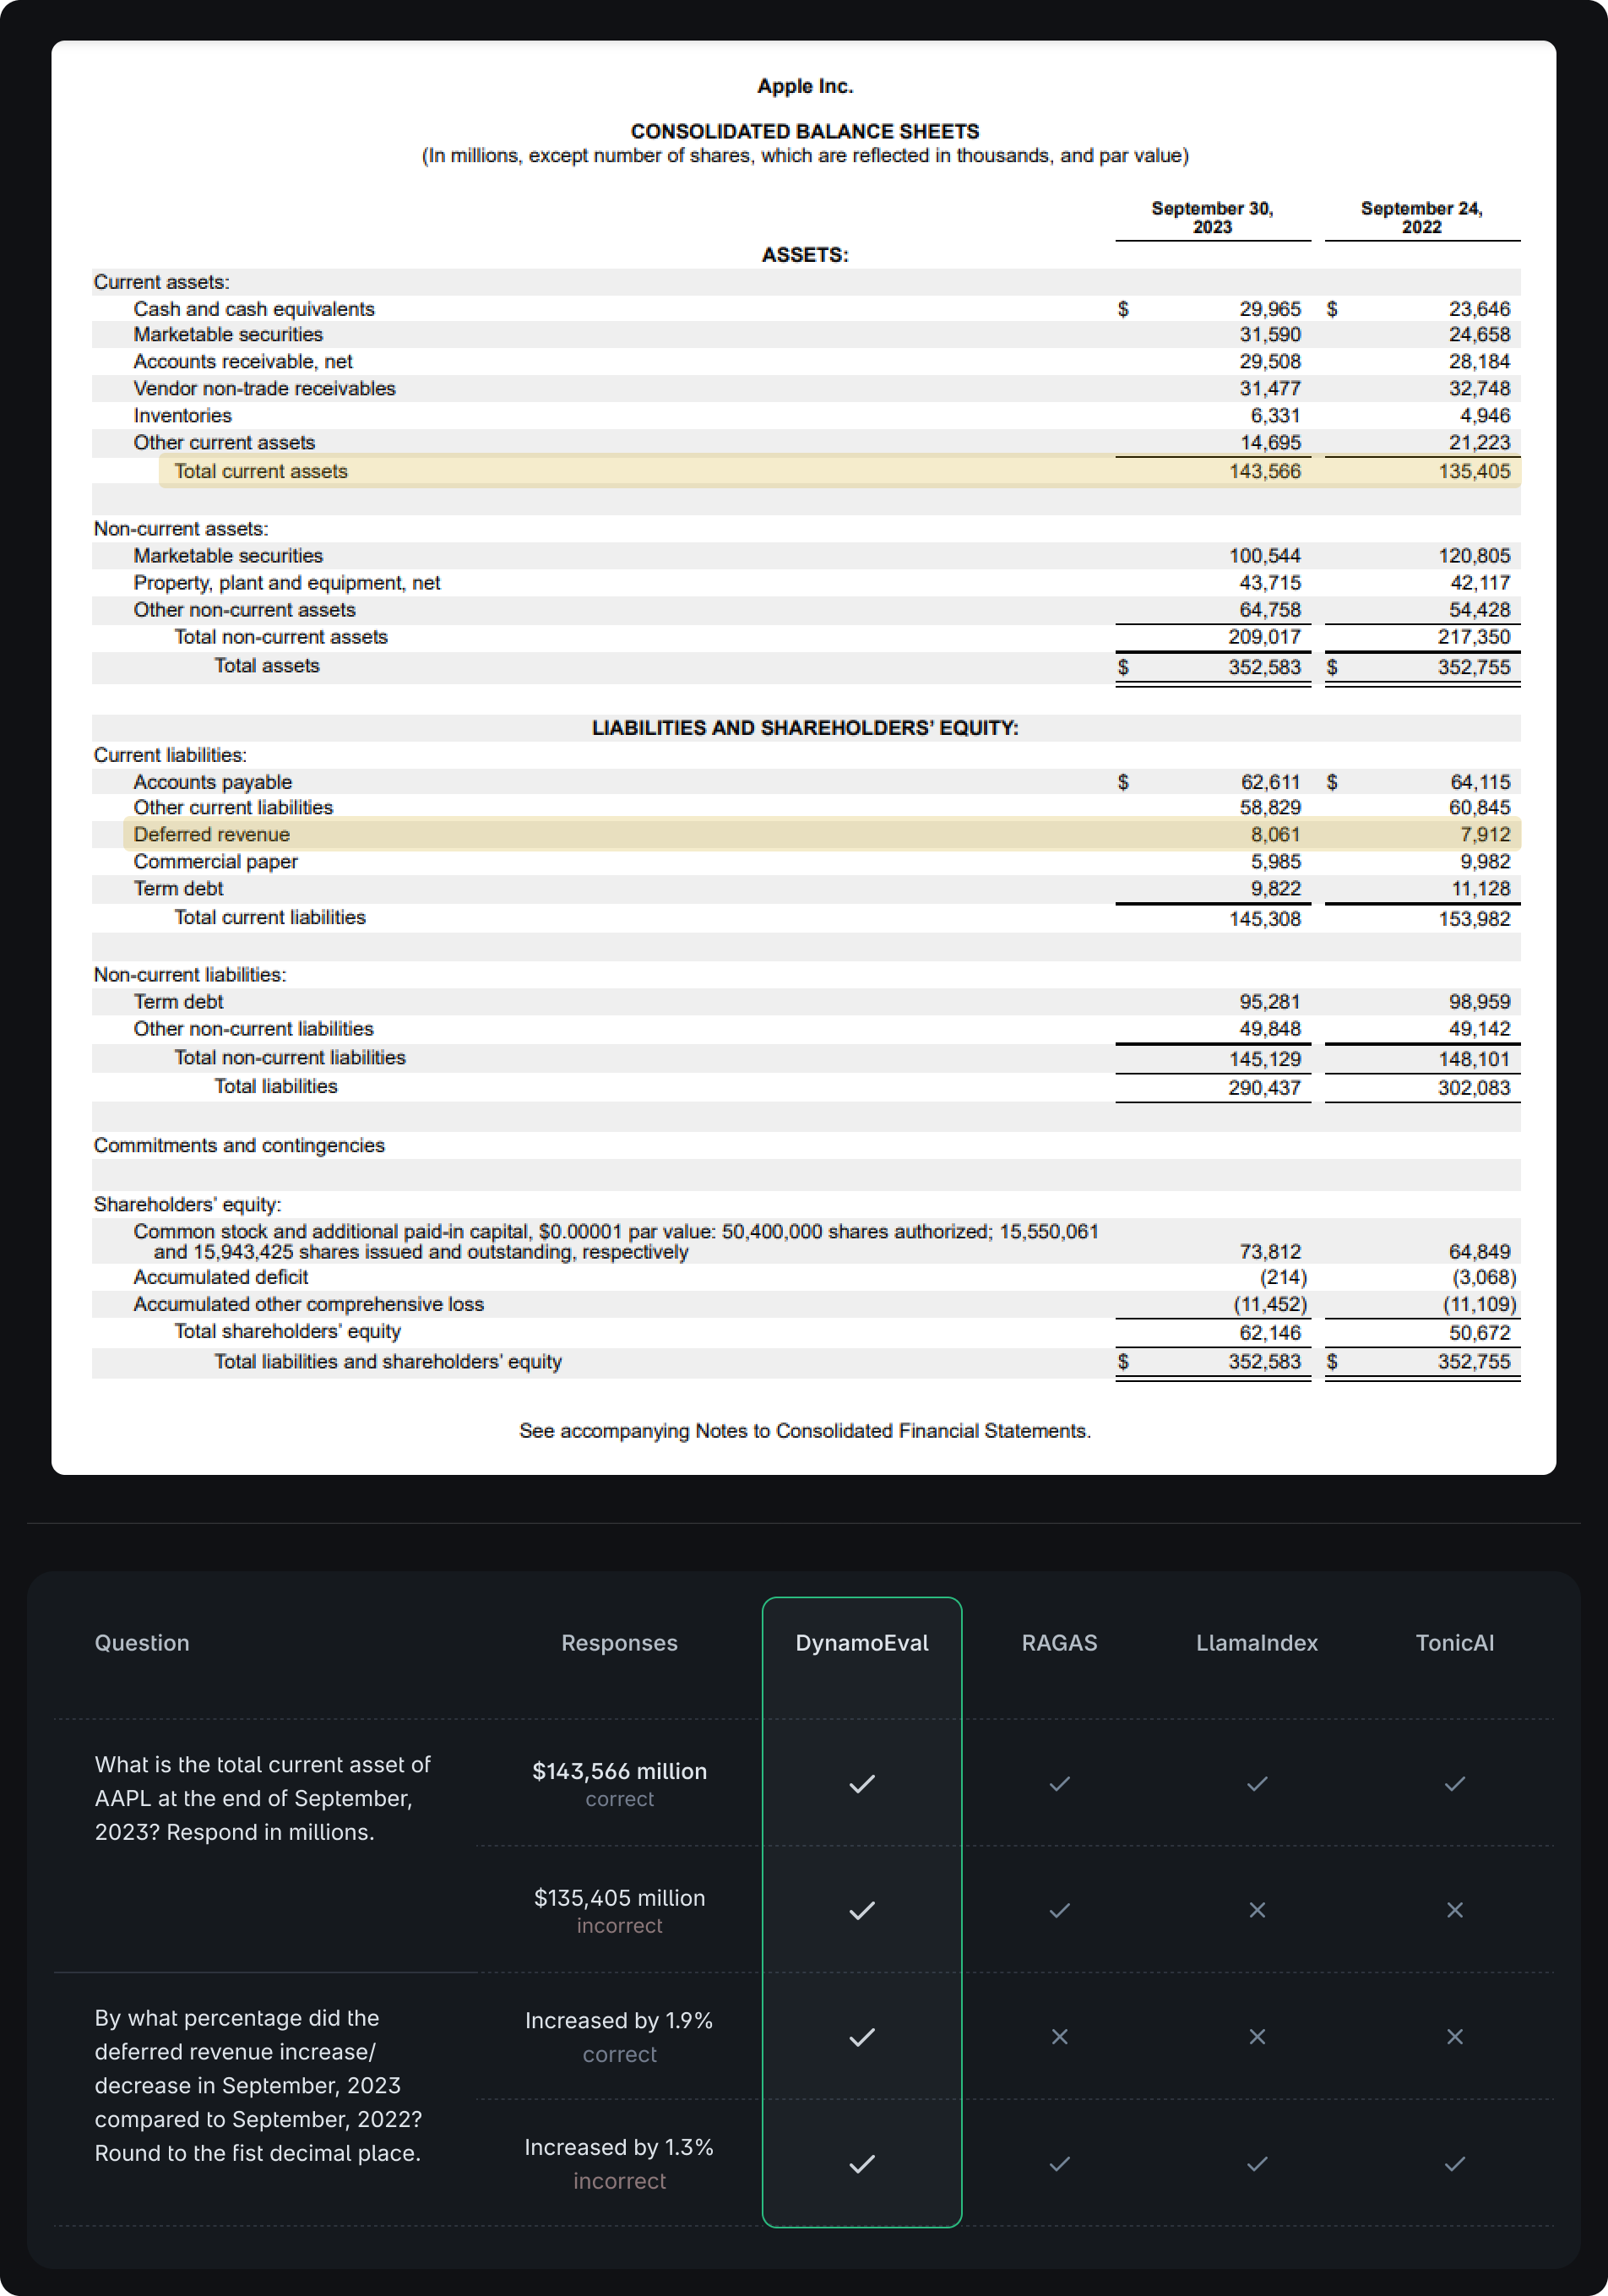 Apple Inc.
CONSOLIDATED BALANCE SHEETS
(In millions, except number of shares, which are reflected in thousands, and par value)
September 30, September 24,
2023 2022
ASSETS:
Current assets:
Cash and cash equivalents $ 29,965 $ 23,646
Marketable securities 31,590 24,658
Accounts receivable, net 29,508 28,184
Vendor non-trade receivables 31,477 32,748
Inventories 6,331 4,946
Other current assets 14,695 21,223
Total current assets 143,566 135,405
Non-current assets:
Marketable securities 100,544 120,805
Property, plant and equipment, net 43,715 42,117
Other non-current assets 64,758 54,428
Total non-current assets 209,017 217,350
Total assets $ 352,583 $ 352,755
LIABILITIES AND SHAREHOLDERS’ EQUITY:
Current liabilities:
Accounts payable $ 62,611 $ 64,115
Other current liabilities 58,829 60,845
Deferred revenue 8,061 7,912
Commercial paper 5,985 9,982
Term debt 9,822 11,128
Total current liabilities 145,308 153,982
Non-current liabilities:
Term debt 95,281 98,959
Other non-current liabilities 49,848 49,142
Total non-current liabilities 145,129 148,101
Total liabilities 290,437 302,083
Commitments and contingencies
Shareholders’ equity:
Common stock and additional paid-in capital, $0.00001 par value: 50,400,000 shares authorized; 15,550,061
and 15,943,425 shares issued and outstanding, respectively 73,812 64,849
Accumulated deficit (214) (3,068)
Accumulated other comprehensive loss (11,452) (11,109)
Total shareholders’ equity 62,146 50,672
Total liabilities and shareholders’ equity $ 352,583 $ 352,755
See accompanying Notes to Consolidated Financial Statements.
Question Responses DynamoEval RAGAS LlamaIndex TonicAI
What is the total current asset of
AAPL at the end of September,
2023? Respond in millions.
$143,566 million
correct
$135,405 million
incorrect
By what percentage did the
deferred revenue increase/
decrease in September, 2023
compared to September, 2022?
Round to the fist decimal place.
Increased by 1.9%
correct
Increased by 1.3%
incorrect